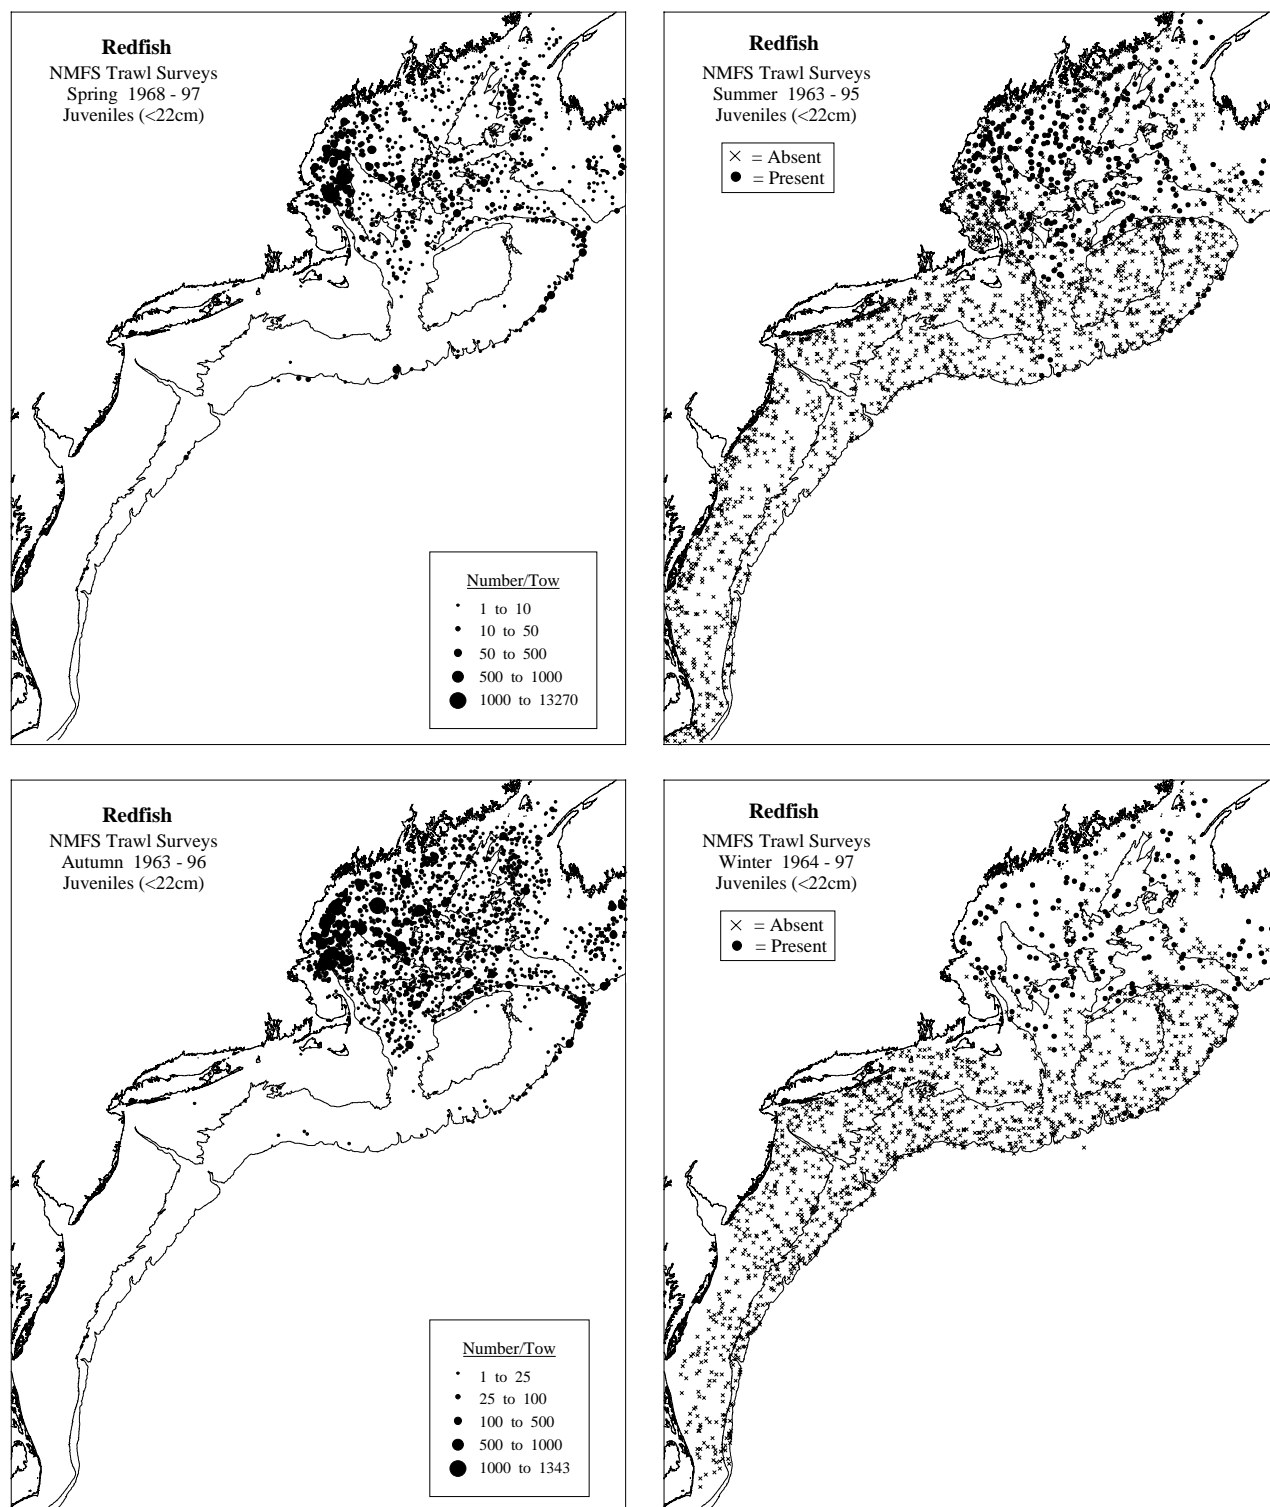 Redfish
NMFS Trawl Surveys
Spring 1968 - 97
Juveniles (<22cm)
Number/Tow
1 to 10
10 to 50
50 to 500
500 to 1000
1000 to 13270
Redfish
NMFS Trawl Surveys
Summer 1963 - 95
Juveniles (<22cm)
× = Absent
● = Present
Redfish
NMFS Trawl Surveys
Autumn 1963 - 96
Juveniles (<22cm)
Number/Tow
1 to 25
25 to 100
100 to 500
500 to 1000
1000 to 1343
Redfish
NMFS Trawl Surveys
Winter 1964 - 97
Juveniles (<22cm)
× = Absent
● = Present